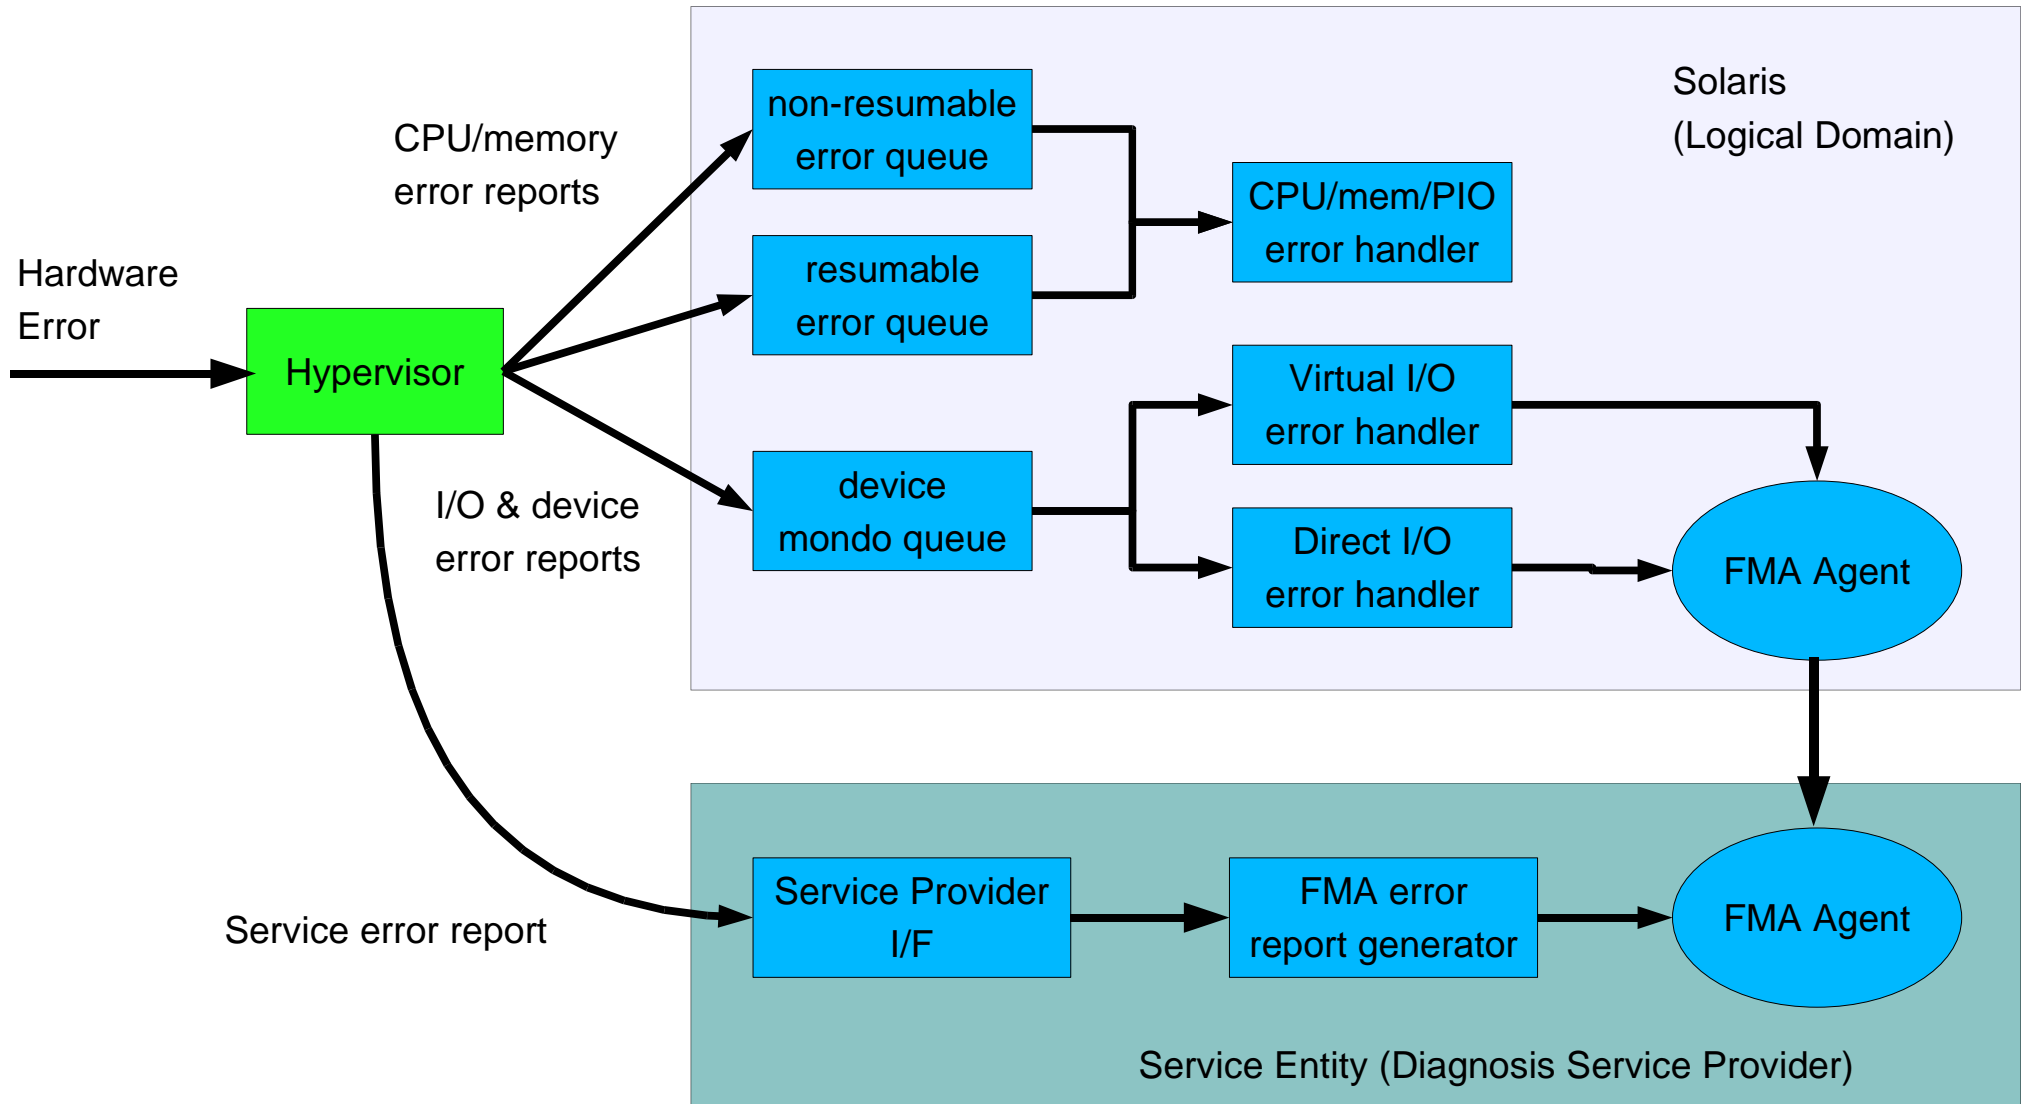 Hardware
Error
Hypervisor
CPU/memory
error reports
I/O & device
error reports
Service error report
Solaris
(Logical Domain)
non-resumable
error queue
resumable
error queue
device
mondo queue
CPU/mem/PIO
error handler
Virtual I/O
error handler
Direct I/O
error handler
FMA Agent
Service Provider
I/F
FMA error
report generator
FMA Agent
Service Entity (Diagnosis Service Provider)